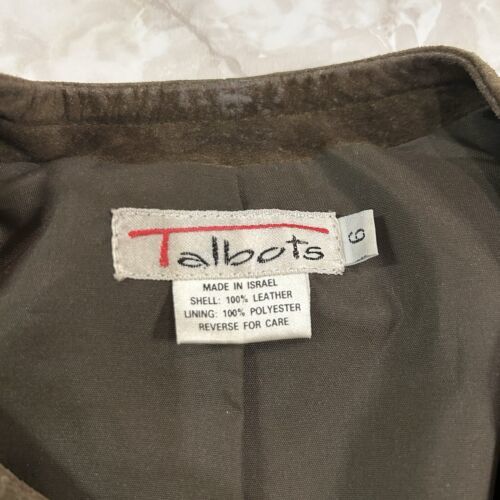 Talbots
6
MADE IN ISRAEL
SHELL: 100% LEATHER
LINING: 100% POLYESTER
REVERSE FOR CARE